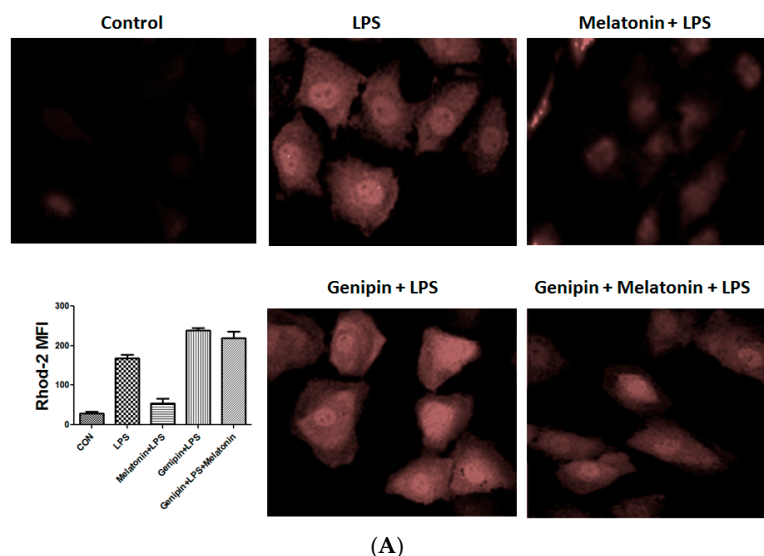 Control
LPS
Melatonin + LPS
Genipin + LPS
Genipin + Melatonin + LPS
Rhod-2 MFI
300
200
100
0
CON
LPS
Melatonin+LPS
Genipin+LPS
Genipin+LPS+Melatonin
(A)